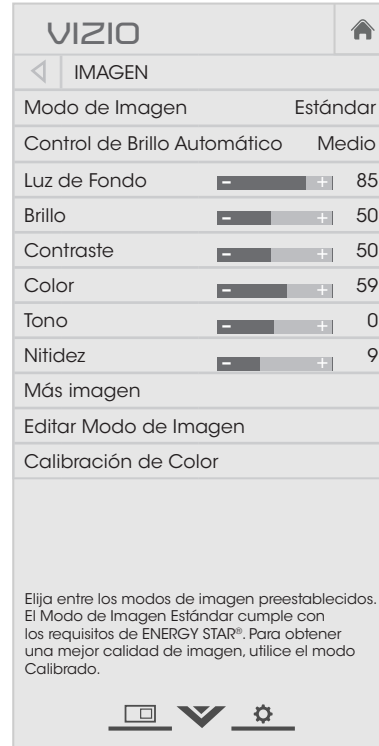 VIZIO
IMAGEN
Modo de Imagen Estándar
Control de Brillo Automático Medio
Luz de Fondo - + 85
Brillo - + 50
Contraste - + 50
Color - + 59
Tono - + 0
Nitidez - + 9
Más imagen
Editar Modo de Imagen
Calibración de Color
Elija entre los modos de imagen preestablecidos.
El Modo de Imagen Estándar cumple con
los requisitos de ENERGY STAR®. Para obtener
una mejor calidad de imagen, utilice el modo
Calibrado.